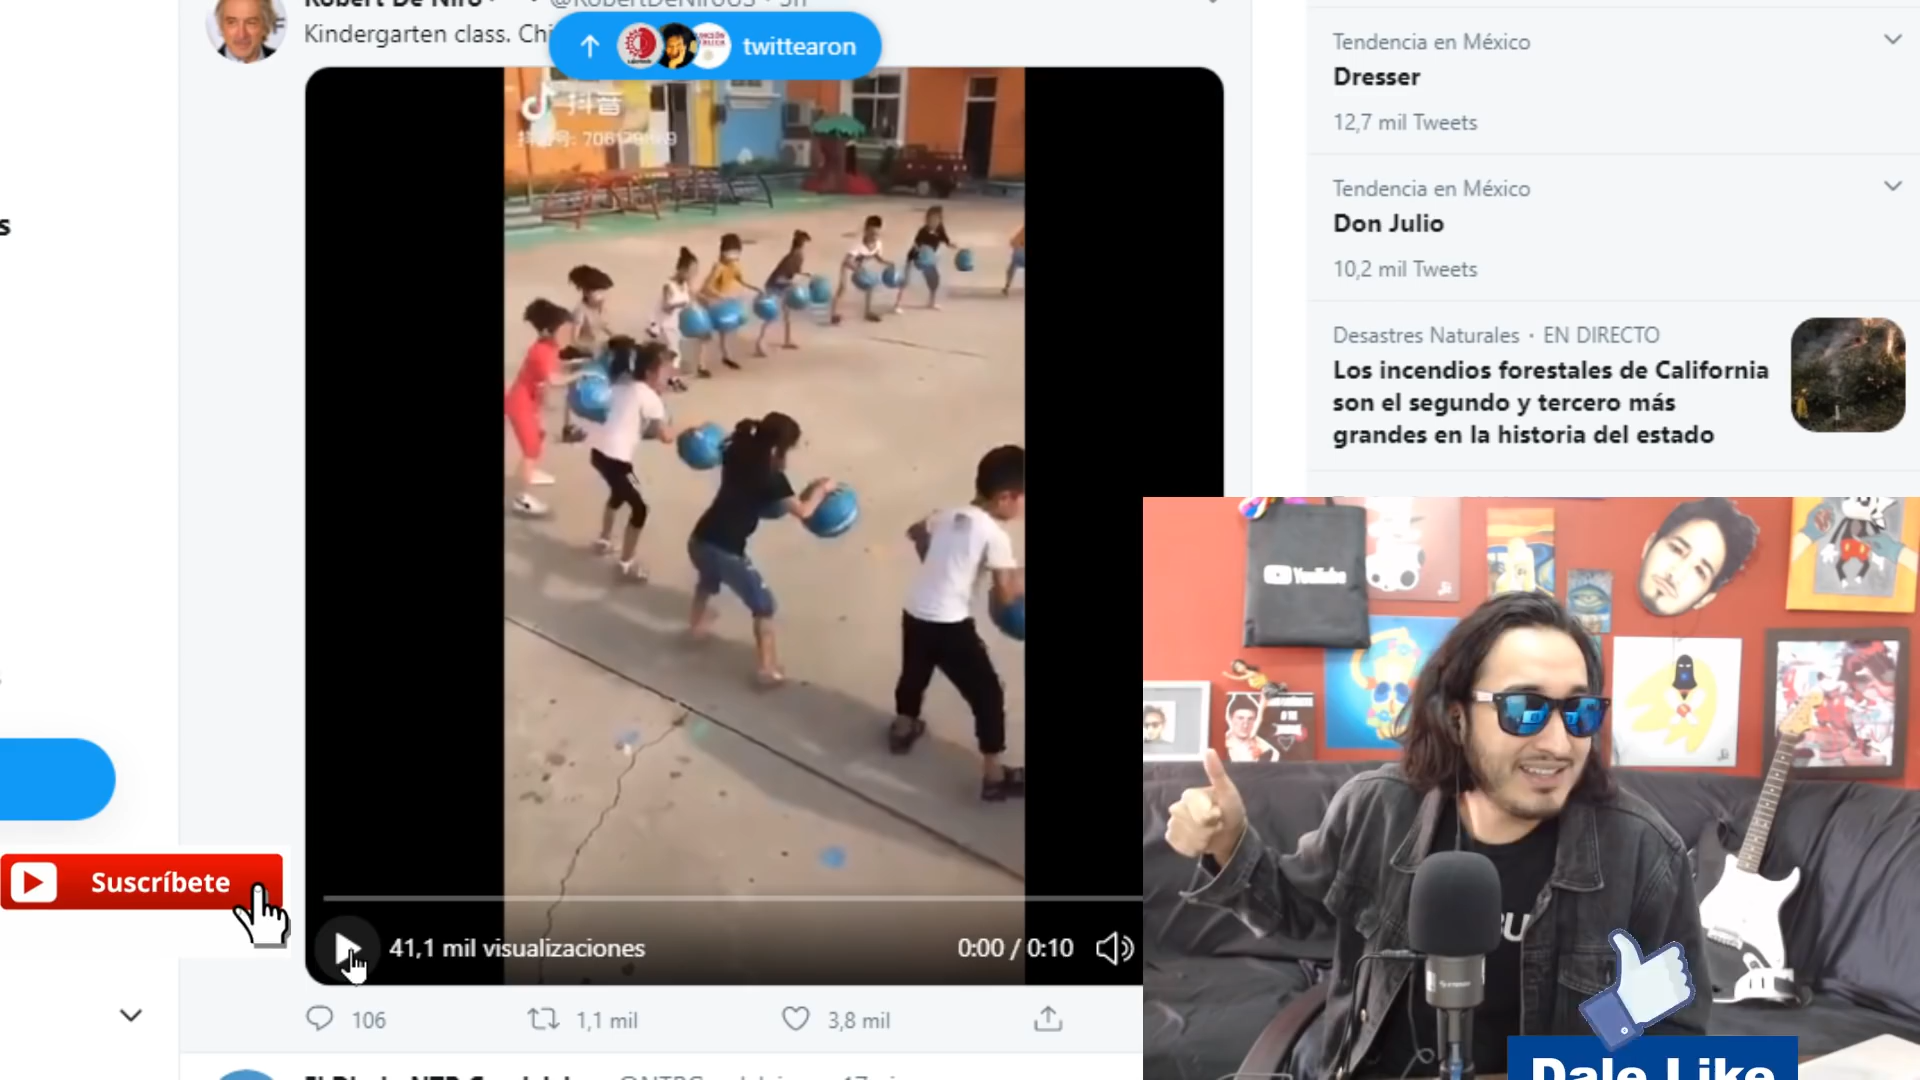 Kindergarten class.
twittearon
抖音
s
41,1 mil visualizaciones
0:00 / 0:10
106
1,1 mil
3,8 mil
Tendencia en México
Dresser
12,7 mil Tweets
Tendencia en México
Don Julio
10,2 mil Tweets
Desastres Naturales · EN DIRECTO
Los incendios forestales de California
son el segundo y tercero más
grandes en la historia del estado
YouTube
Suscríbete
Dale Like